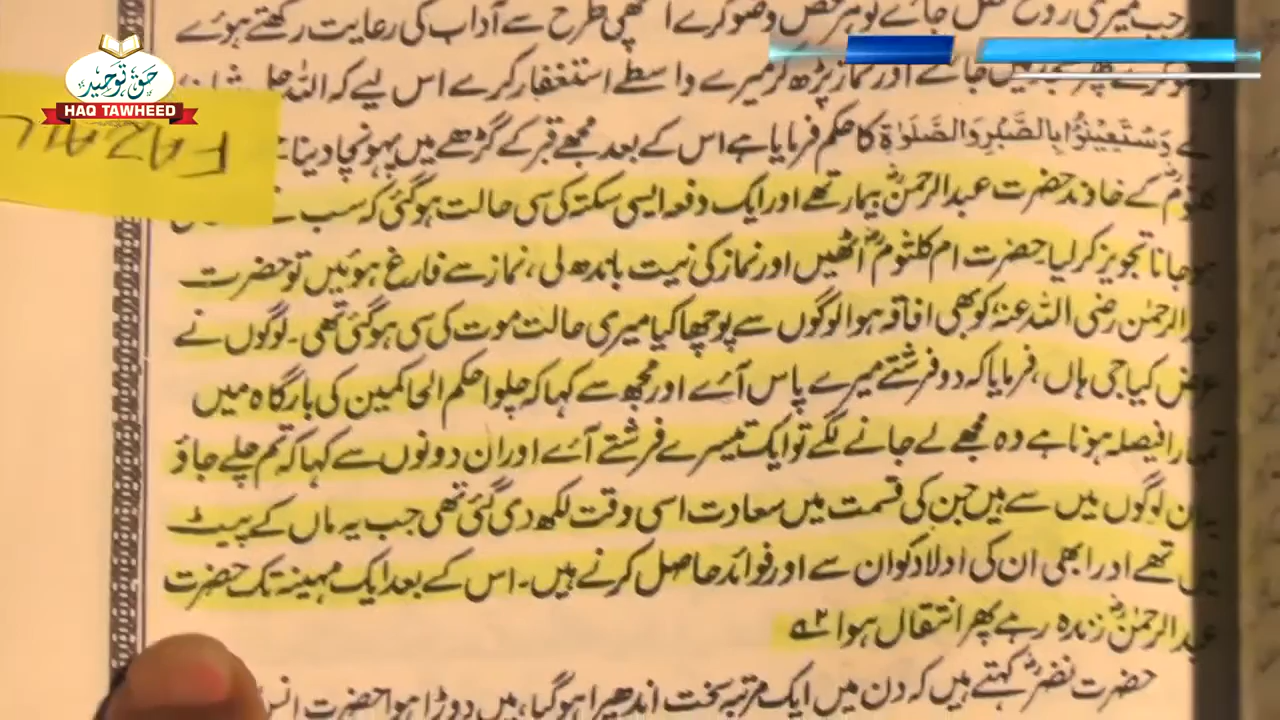 حق توحید
HAQ TAWHEED
FAZAIL
جب میری روح نکل جائے تو ہر شخص وضو کرے اچھی طرح سے آداب کی رعایت رکھتے ہوئے
جائے اور نماز پڑھ کر میرے واسطے استغفار کرے اس لیے کہ اللہ
وَاسْتَعِيْنُوْا بِالصَّبْرِ وَالصَّلٰوةِ کا حکم فرمایا ہے اس کے بعد مجھے قبر کے گڑھے میں پہونچا دینا
کے خاوند حضرت عبدالرحمنؓ بیمار تھے اور ایک دفعہ ایسی سکتہ کی سی حالت ہوگئی کہ سب نے
ہو جانا تجویز کر لیا حضرت ام کلثومؓ اٹھیں اور نماز کی نیت باندھ لی، نماز سے فارغ ہوئیں تو حضرت
عبدالرحمٰن رضی اللہ عنہ کو بھی افاقہ ہوا لوگوں سے پوچھا کیا میری حالت موت کی سی ہوگئی تھی۔ لوگوں نے
عرض کیا جی ہاں، فرمایا کہ دو فرشتے میرے پاس آئے اور مجھ سے کہا کہ چلو احکم الحاکمین کی بارگاہ میں
تمہارا فیصلہ ہونا ہے وہ مجھے لے جانے لگے تو ایک تیسرے فرشتے آئے اور ان دونوں سے کہا کہ تم چلے جاؤ
یہ ان لوگوں میں سے ہیں جن کی قسمت میں سعادت اسی وقت لکھ دی گئی تھی جب یہ ماں کے پیٹ
میں تھے اور ابھی ان کی اولاد کو ان سے اور فوائد حاصل کرنے ہیں۔ اس کے بعد ایک مہینہ تک حضرت
عبدالرحمٰنؓ زندہ رہے پھر انتقال ہوا
حضرت نضرؒ کہتے ہیں کہ دن میں ایک مرتبہ سخت اندھیرا ہوگیا، میں دوڑا ہوا حضرت انس